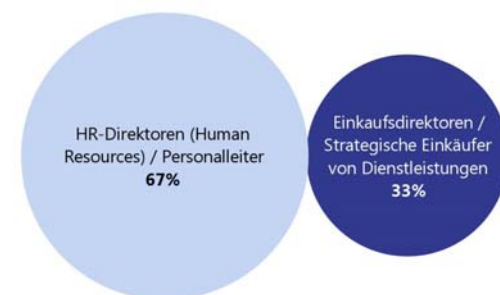 HR-Direktoren (Human
Resources) / Personalleiter
67%
Einkaufsdirektoren /
Strategische Einkäufer
von Dienstleistungen
33%